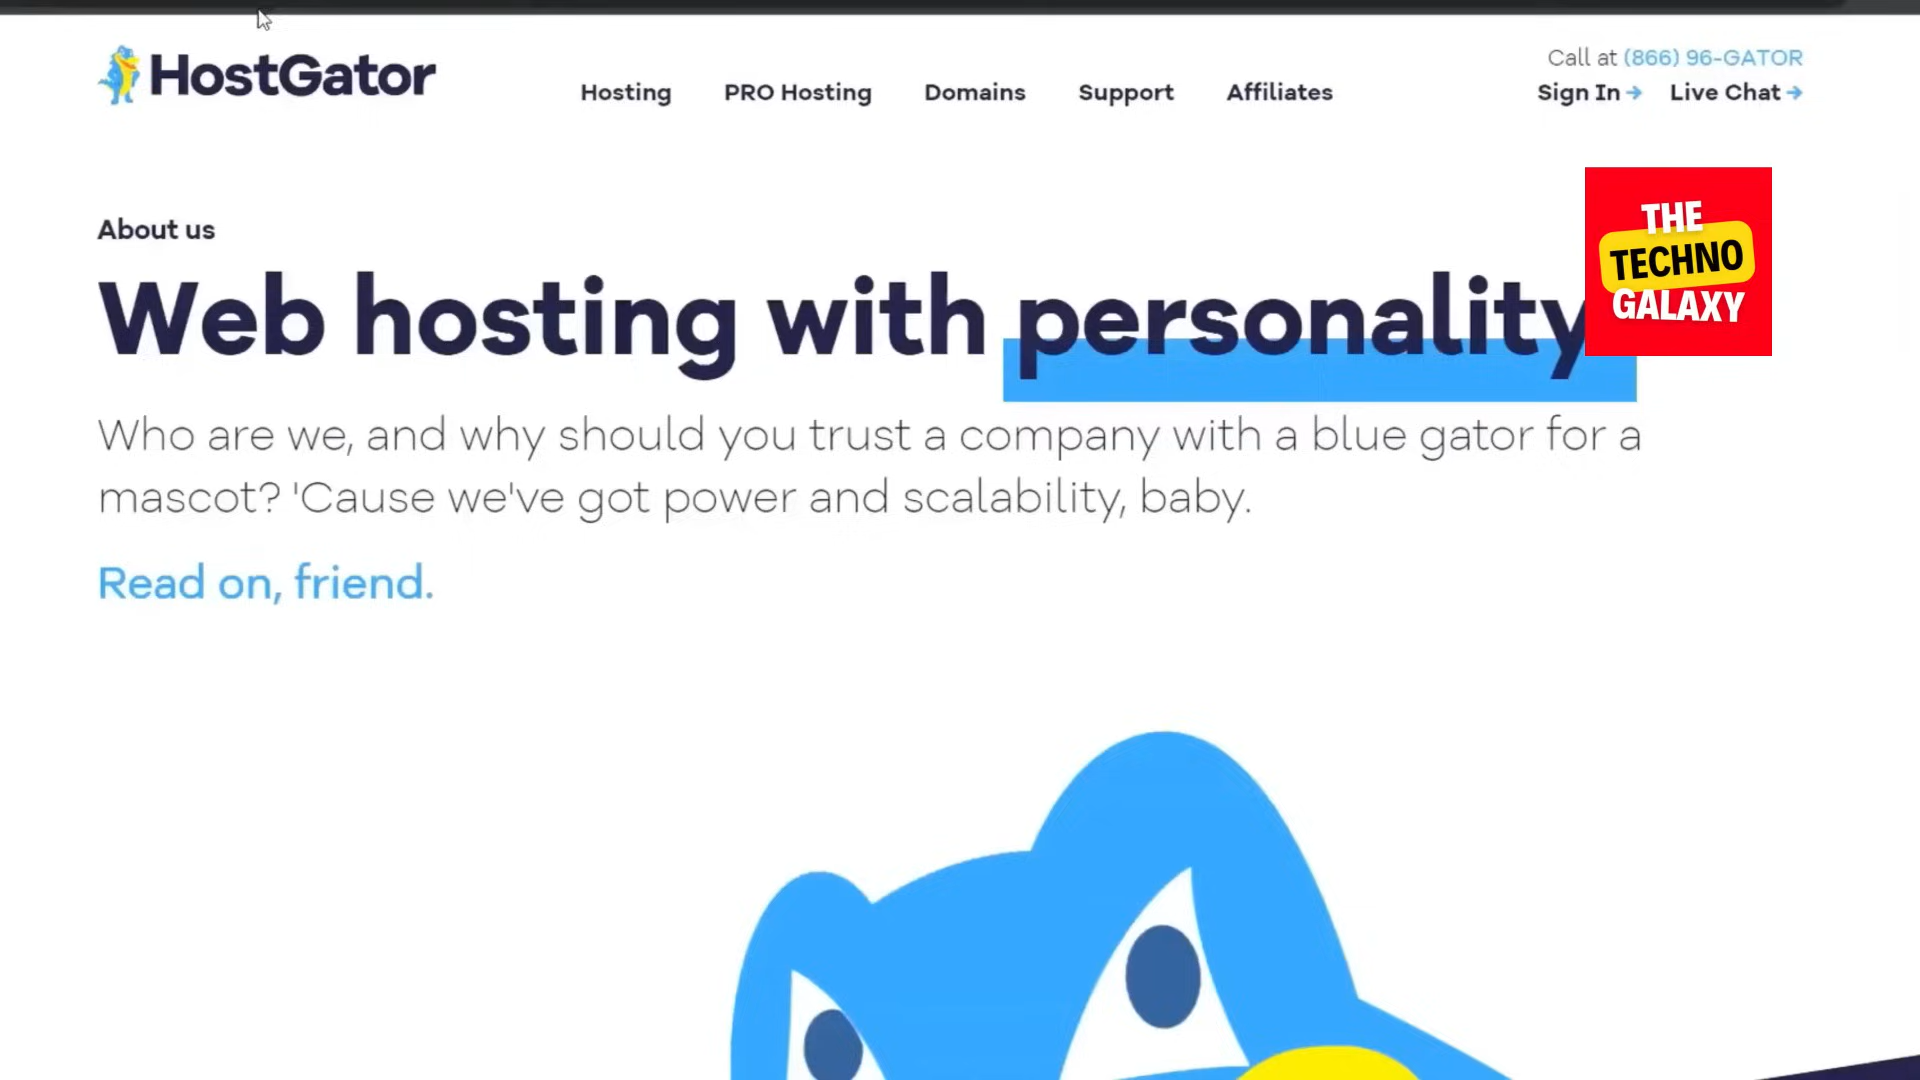 HostGator
Hosting
PRO Hosting
Domains
Support
Affiliates
Call at (866) 96-GATOR
Sign In →
Live Chat →
About us
Web hosting with personality
Who are we, and why should you trust a company with a blue gator for a
mascot? 'Cause we've got power and scalability, baby.
Read on, friend.
THE
TECHNO
GALAXY